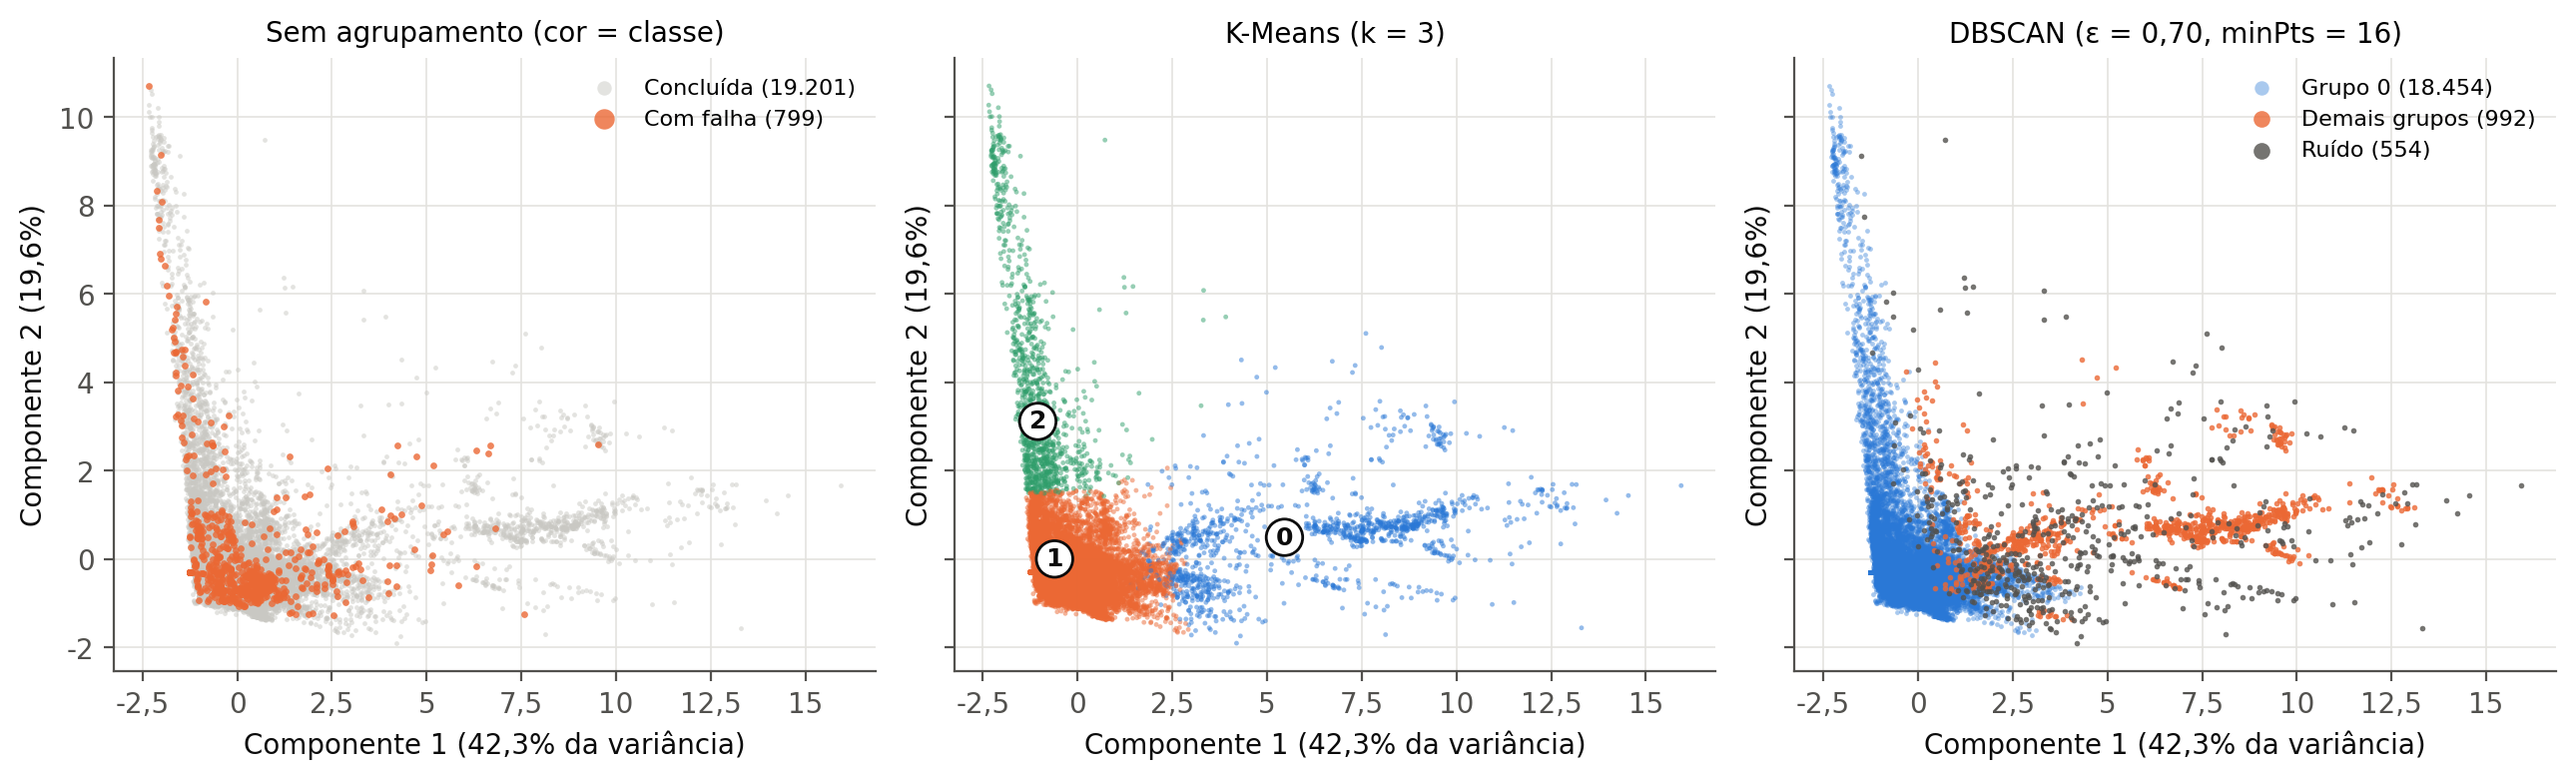 Sem agrupamento (cor = classe)
Concluída (19.201)
Com falha (799)
Componente 2 (19,6%)
10
8
6
4
2
0
-2
-2,5 0 2,5 5 7,5 10 12,5 15
Componente 1 (42,3% da variância)
K-Means (k = 3)
Componente 2 (19,6%)
2
1
0
-2,5 0 2,5 5 7,5 10 12,5 15
Componente 1 (42,3% da variância)
DBSCAN (ε = 0,70, minPts = 16)
Grupo 0 (18.454)
Demais grupos (992)
Ruído (554)
Componente 2 (19,6%)
-2,5 0 2,5 5 7,5 10 12,5 15
Componente 1 (42,3% da variância)